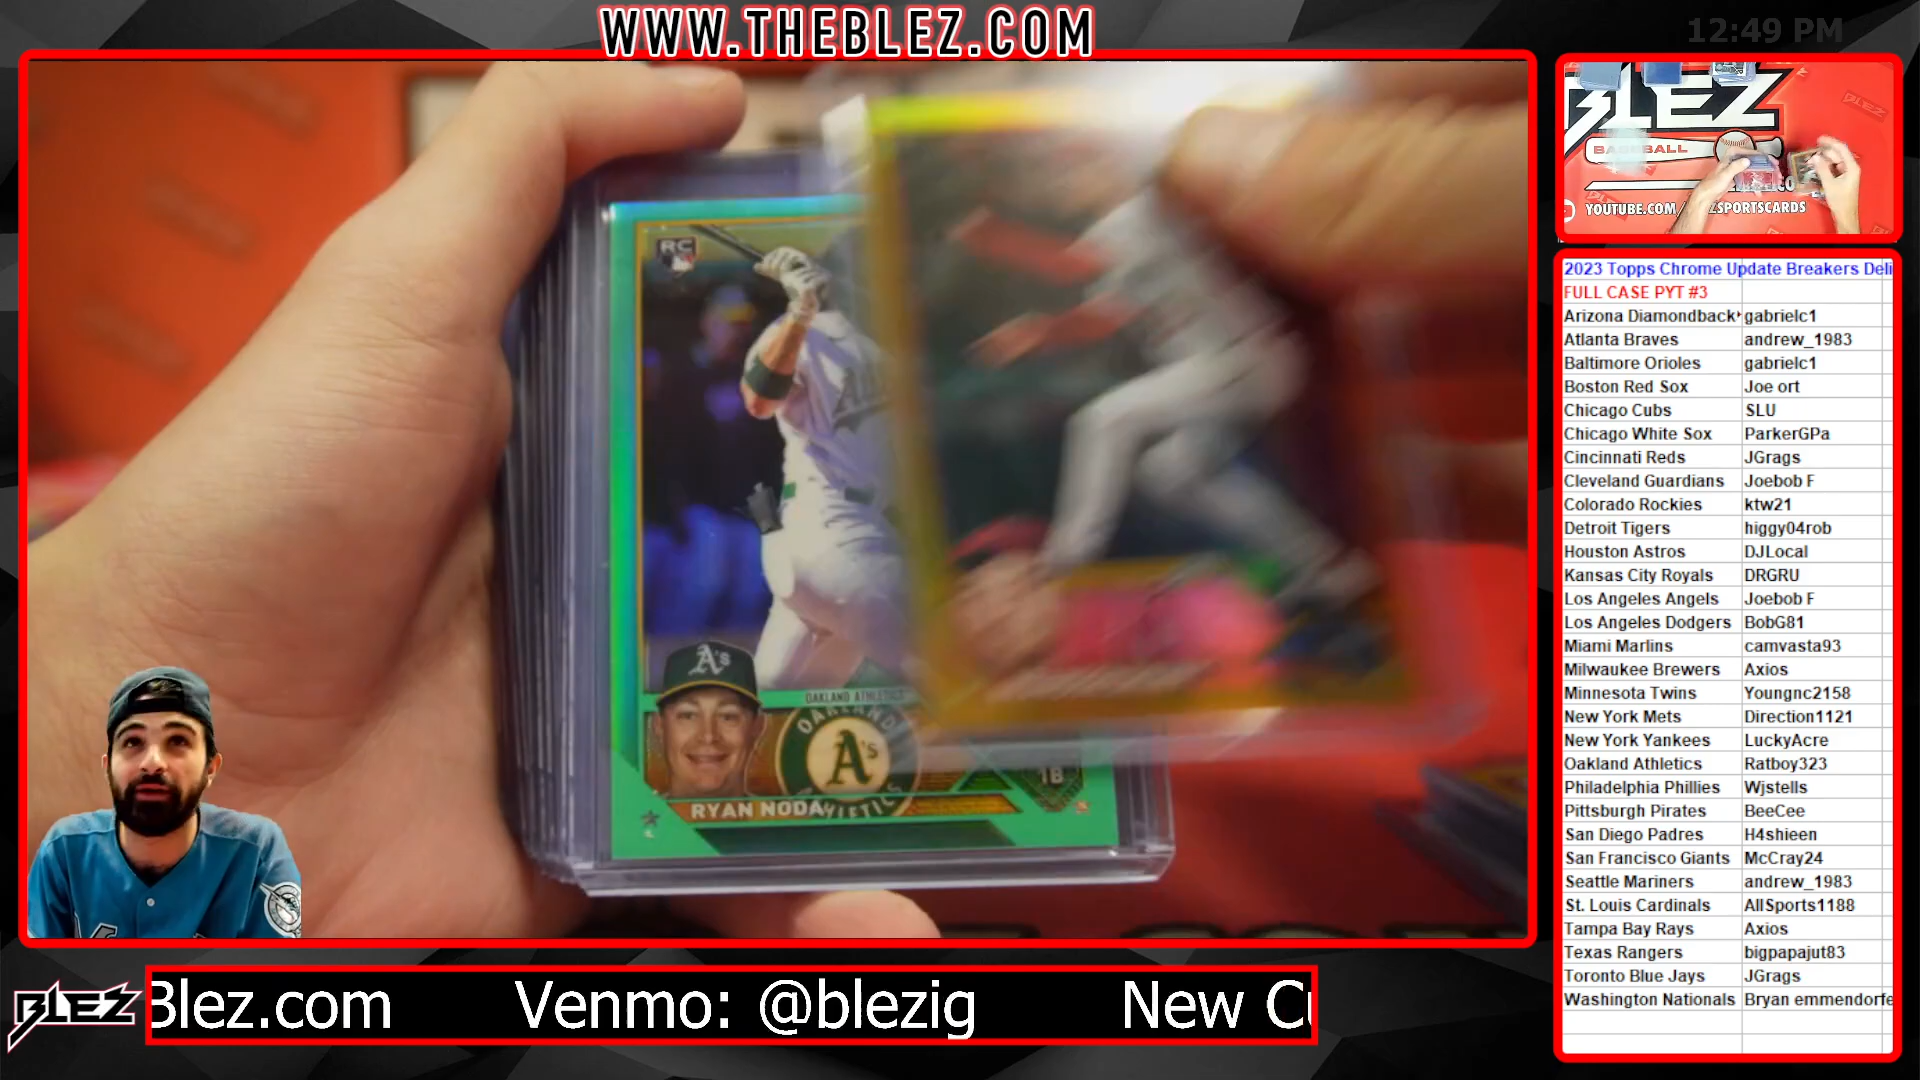 WWW.THEBLEZ.COM
12:49 PM
RC
OAKLAND ATHLETICS
OAKLAND
A's
ATHLETICS
A's
1B
RYAN NODA
BLEZ
BASEBALL
YOUTUBE.COM
ZSPORTSCARDS
2023 Topps Chrome Update Breakers Deli
FULL CASE PYT #3
Arizona Diamondback gabrielc1
Atlanta Braves andrew_1983
Baltimore Orioles gabrielc1
Boston Red Sox Joe ort
Chicago Cubs SLU
Chicago White Sox ParkerGPa
Cincinnati Reds JGrags
Cleveland Guardians Joebob F
Colorado Rockies ktw21
Detroit Tigers higgy04rob
Houston Astros DJLocal
Kansas City Royals DRGRU
Los Angeles Angels Joebob F
Los Angeles Dodgers BobG81
Miami Marlins camvasta93
Milwaukee Brewers Axios
Minnesota Twins Youngnc2158
New York Mets Direction1121
New York Yankees LuckyAcre
Oakland Athletics Ratboy323
Philadelphia Phillies Wjstells
Pittsburgh Pirates BeeCee
San Diego Padres H4shieen
San Francisco Giants McCray24
Seattle Mariners andrew_1983
St. Louis Cardinals AllSports1188
Tampa Bay Rays Axios
Texas Rangers bigpapajut83
Toronto Blue Jays JGrags
Washington Nationals Bryan emmendorfe
BLEZ
Blez.com Venmo: @blezig New Cu